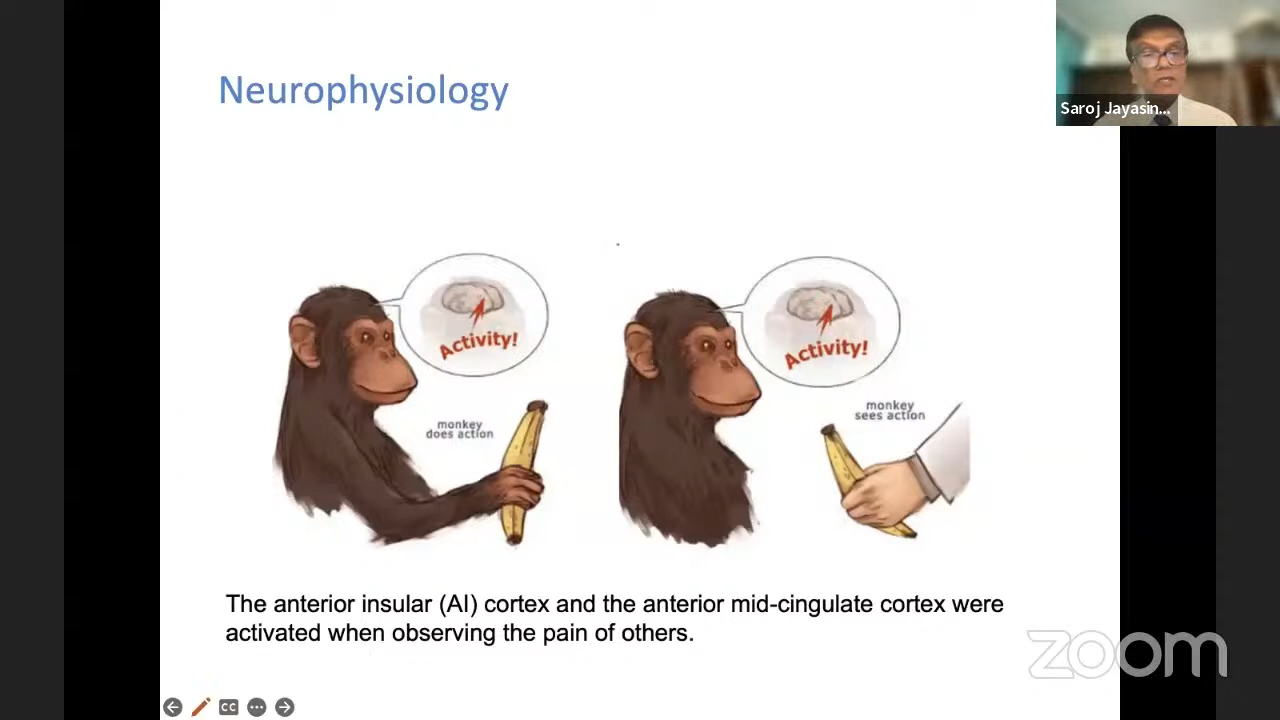 Neurophysiology
Saroj Jayasin...
Activity!
Activity!
monkey
does action
monkey
sees action
The anterior insular (AI) cortex and the anterior mid-cingulate cortex were
activated when observing the pain of others.
zoom
CC